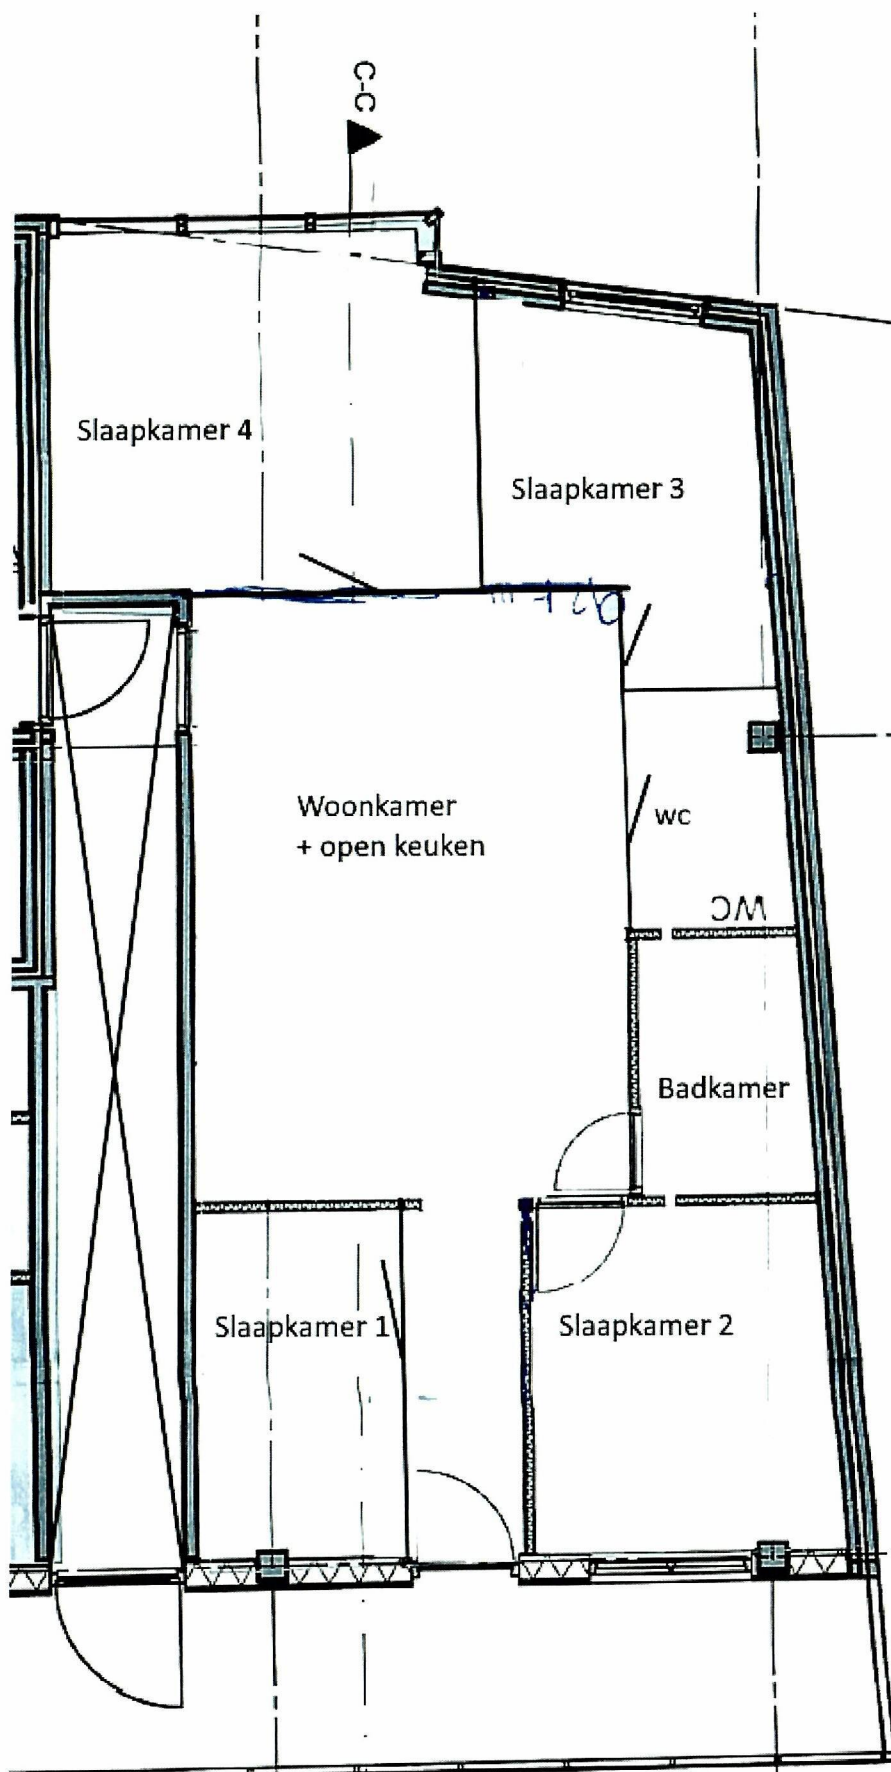 C-C
Slaapkamer 4
Slaapkamer 3
Woonkamer
+ open keuken
wc
WC
Badkamer
Slaapkamer 1
Slaapkamer 2